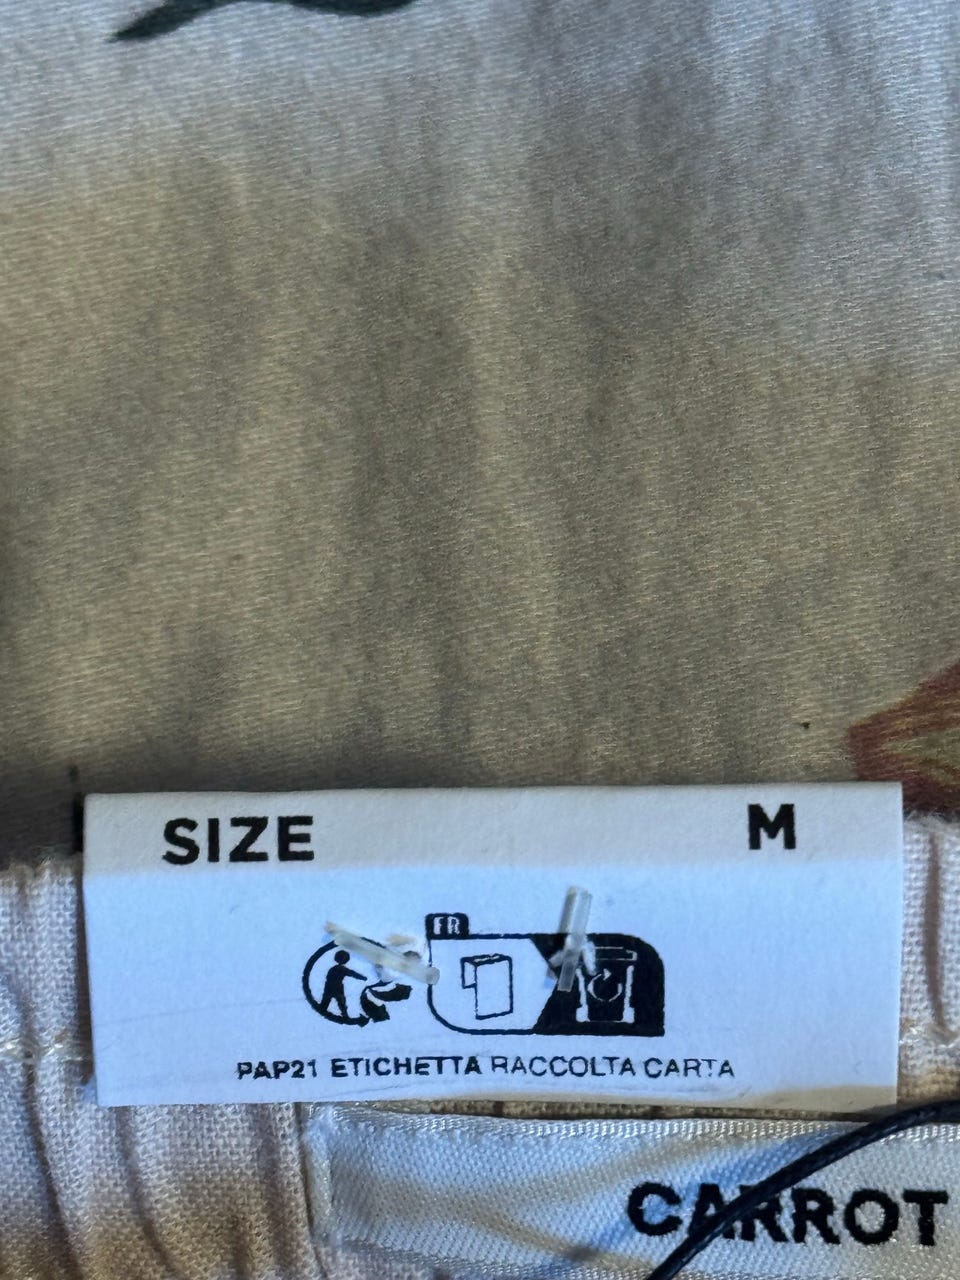 SIZE M
FR
PAP21 ETICHETTA RACCOLTA CARTA
CARROT